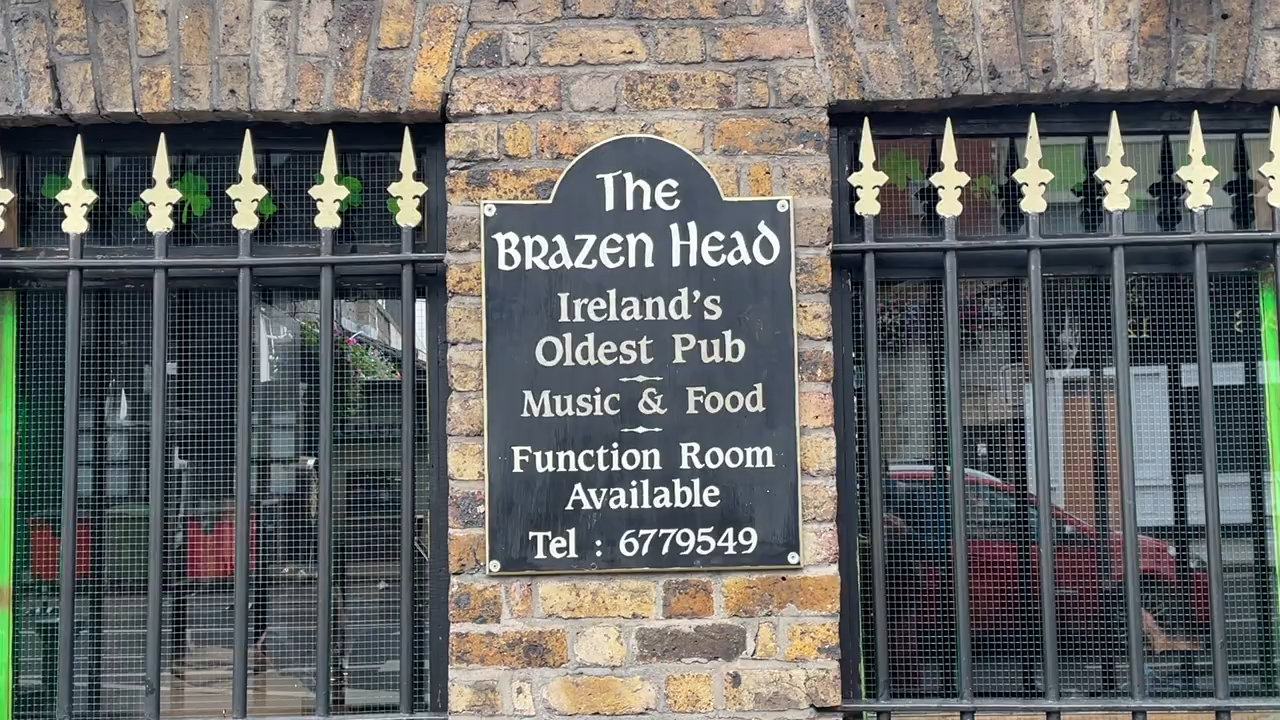 The
Brazen Head
Ireland's
Oldest Pub
Music & Food
Function Room
Available
Tel : 6779549